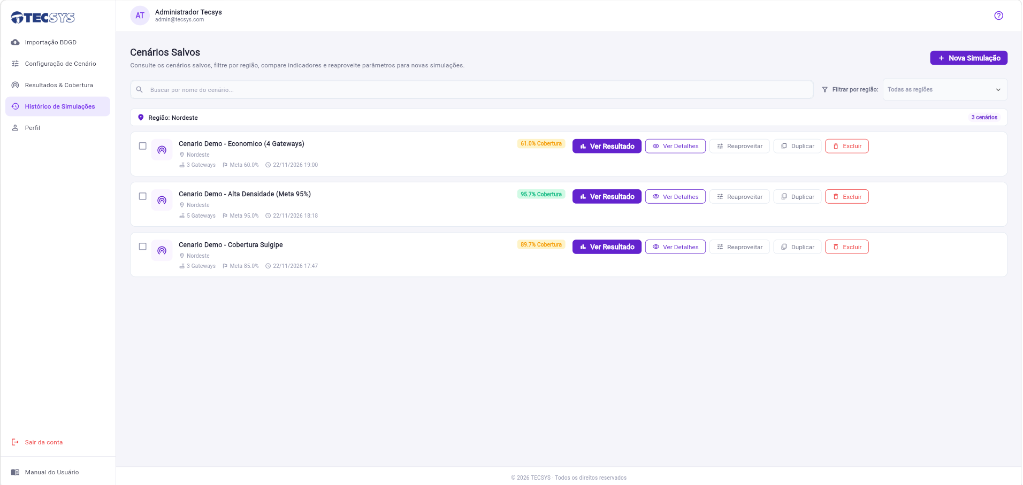 TECSYS
AT
Administrador Tecsys
admin@tecsys.com
Importação BDGD
Configuração de Cenário
Resultados & Cobertura
Histórico de Simulações
Perfil
Sair da conta
Manual do Usuário
Cenários Salvos
Consulte os cenários salvos, filtre por região, compare indicadores e reaproveite parâmetros para novas simulações.
+ Nova Simulação
Buscar por nome do cenário...
Filtrar por região:
Todas as regiões
Região: Nordeste
3 cenários
Cenario Demo - Economico (4 Gateways)
Nordeste
3 Gateways Meta 60.0% 22/11/2026 19:00
61.0% Cobertura
Ver Resultado
Ver Detalhes
Reaproveitar
Duplicar
Excluir
Cenario Demo - Alta Densidade (Meta 95%)
Nordeste
5 Gateways Meta 95.0% 22/11/2026 18:18
95.7% Cobertura
Ver Resultado
Ver Detalhes
Reaproveitar
Duplicar
Excluir
Cenario Demo - Cobertura Sulgipe
Nordeste
3 Gateways Meta 85.0% 22/11/2026 17:47
89.7% Cobertura
Ver Resultado
Ver Detalhes
Reaproveitar
Duplicar
Excluir
© 2026 TECSYS · Todos os direitos reservados